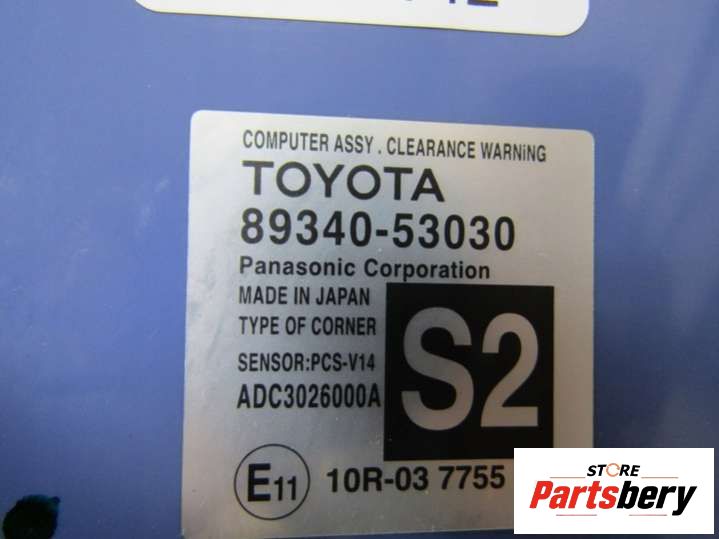 COMPUTER ASSY . CLEARANCE WARNiNG
TOYOTA
89340-53030
Panasonic Corporation
MADE IN JAPAN
TYPE OF CORNER
SENSOR:PCS-V14
ADC3026000A
S2
E11 10R-03 7755
STORE
Partsbery